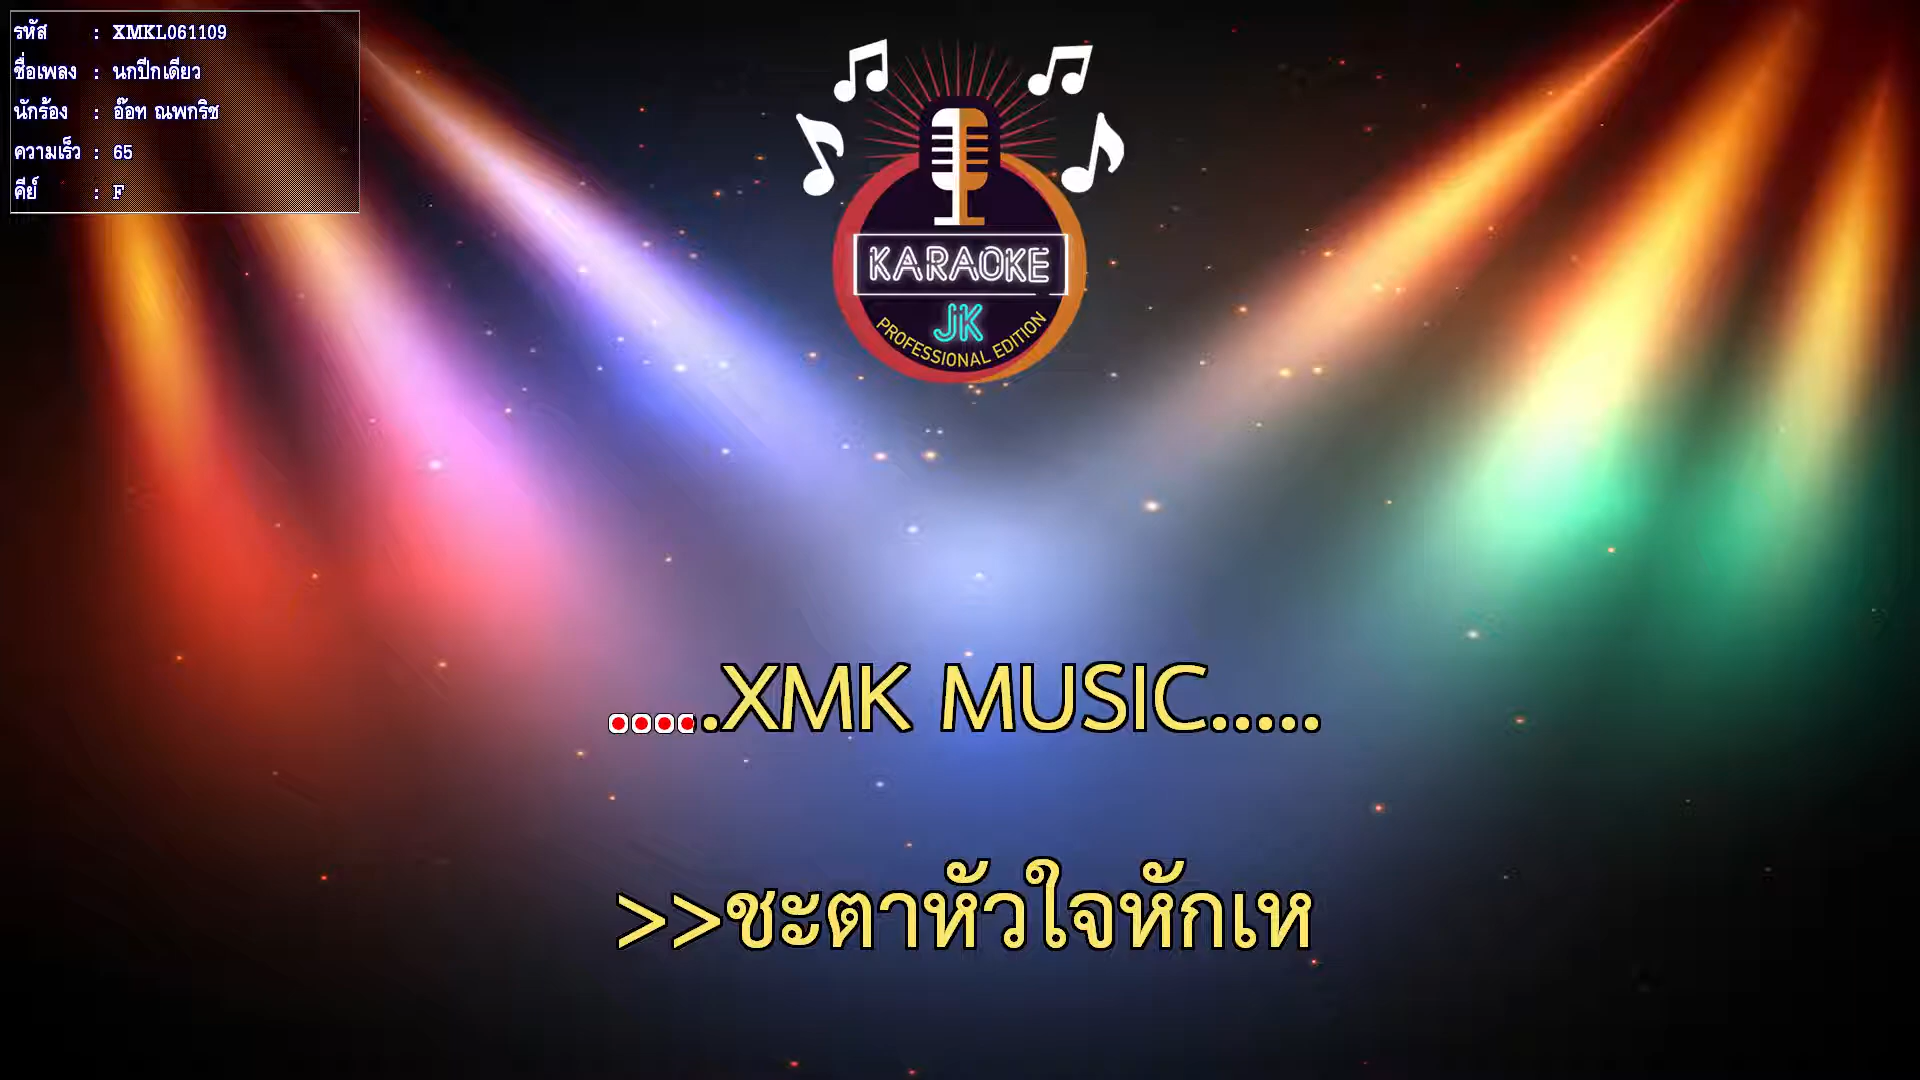 รหัส : XMKL061109
ชื่อเพลง : นกปีกเดียว
นักร้อง : อ๊อฑ ณพกริช
ความเร็ว : 65
คีย์ : F
KARAOKE
JK
PROFESSIONAL EDITION
.....XMK MUSIC.....
>>ชะตาหัวใจหักเห